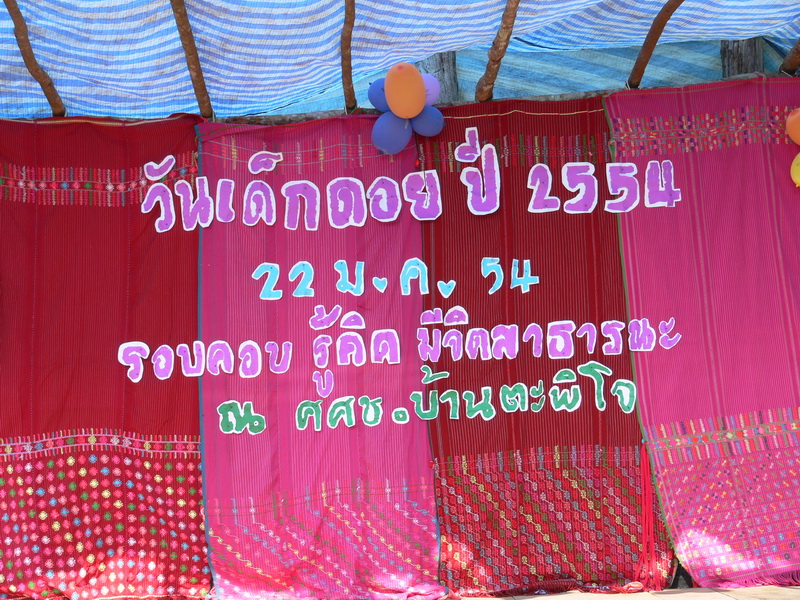 วันเด็กดอย ปี 2554
22 ม.ค. 54
รอบคอบ รู้คิด มีจิตสาธารนะ
ณ ศศช.บ้านตะพิโจ